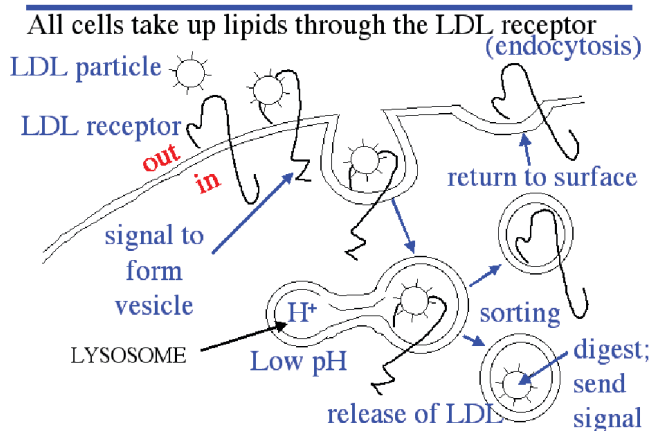 All cells take up lipids through the LDL receptor
(endocytosis)
LDL particle
LDL receptor
out
in
return to surface
signal to
form
vesicle
H+
sorting
LYSOSOME
Low pH
digest;
send
signal
release of LDL